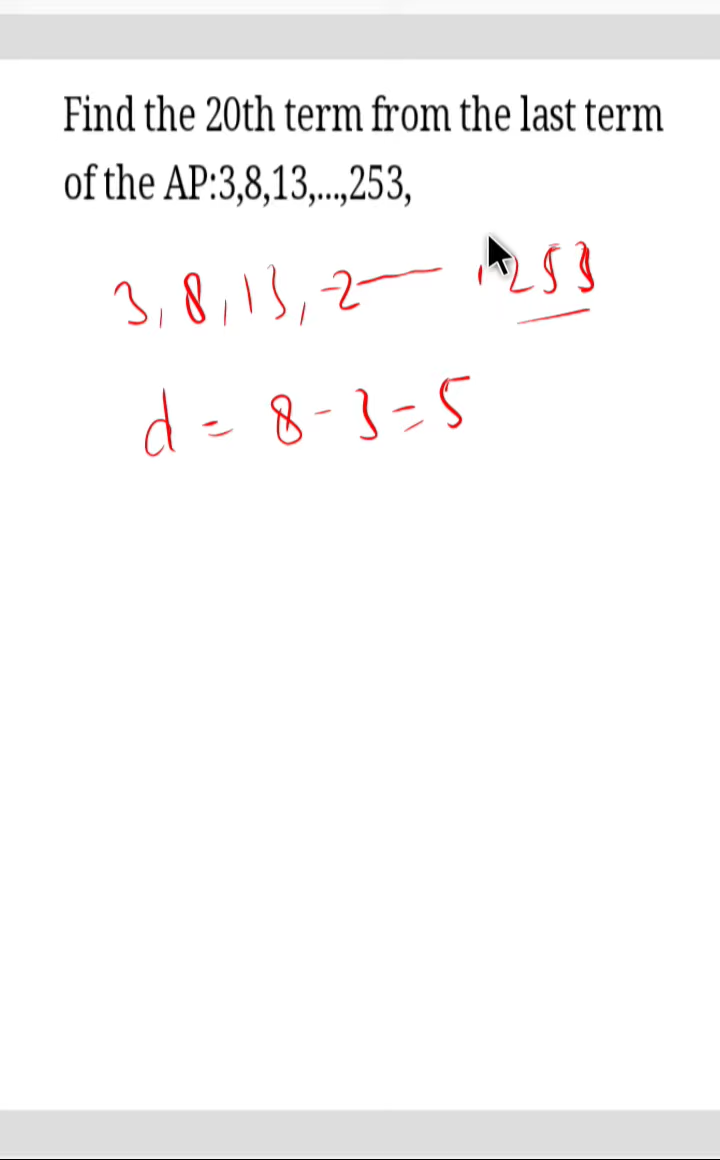 Find the 20th term from the last term
of the AP:3,8,13,...,253,
3, 8, 13, - 253
d = 8 - 3 = 5